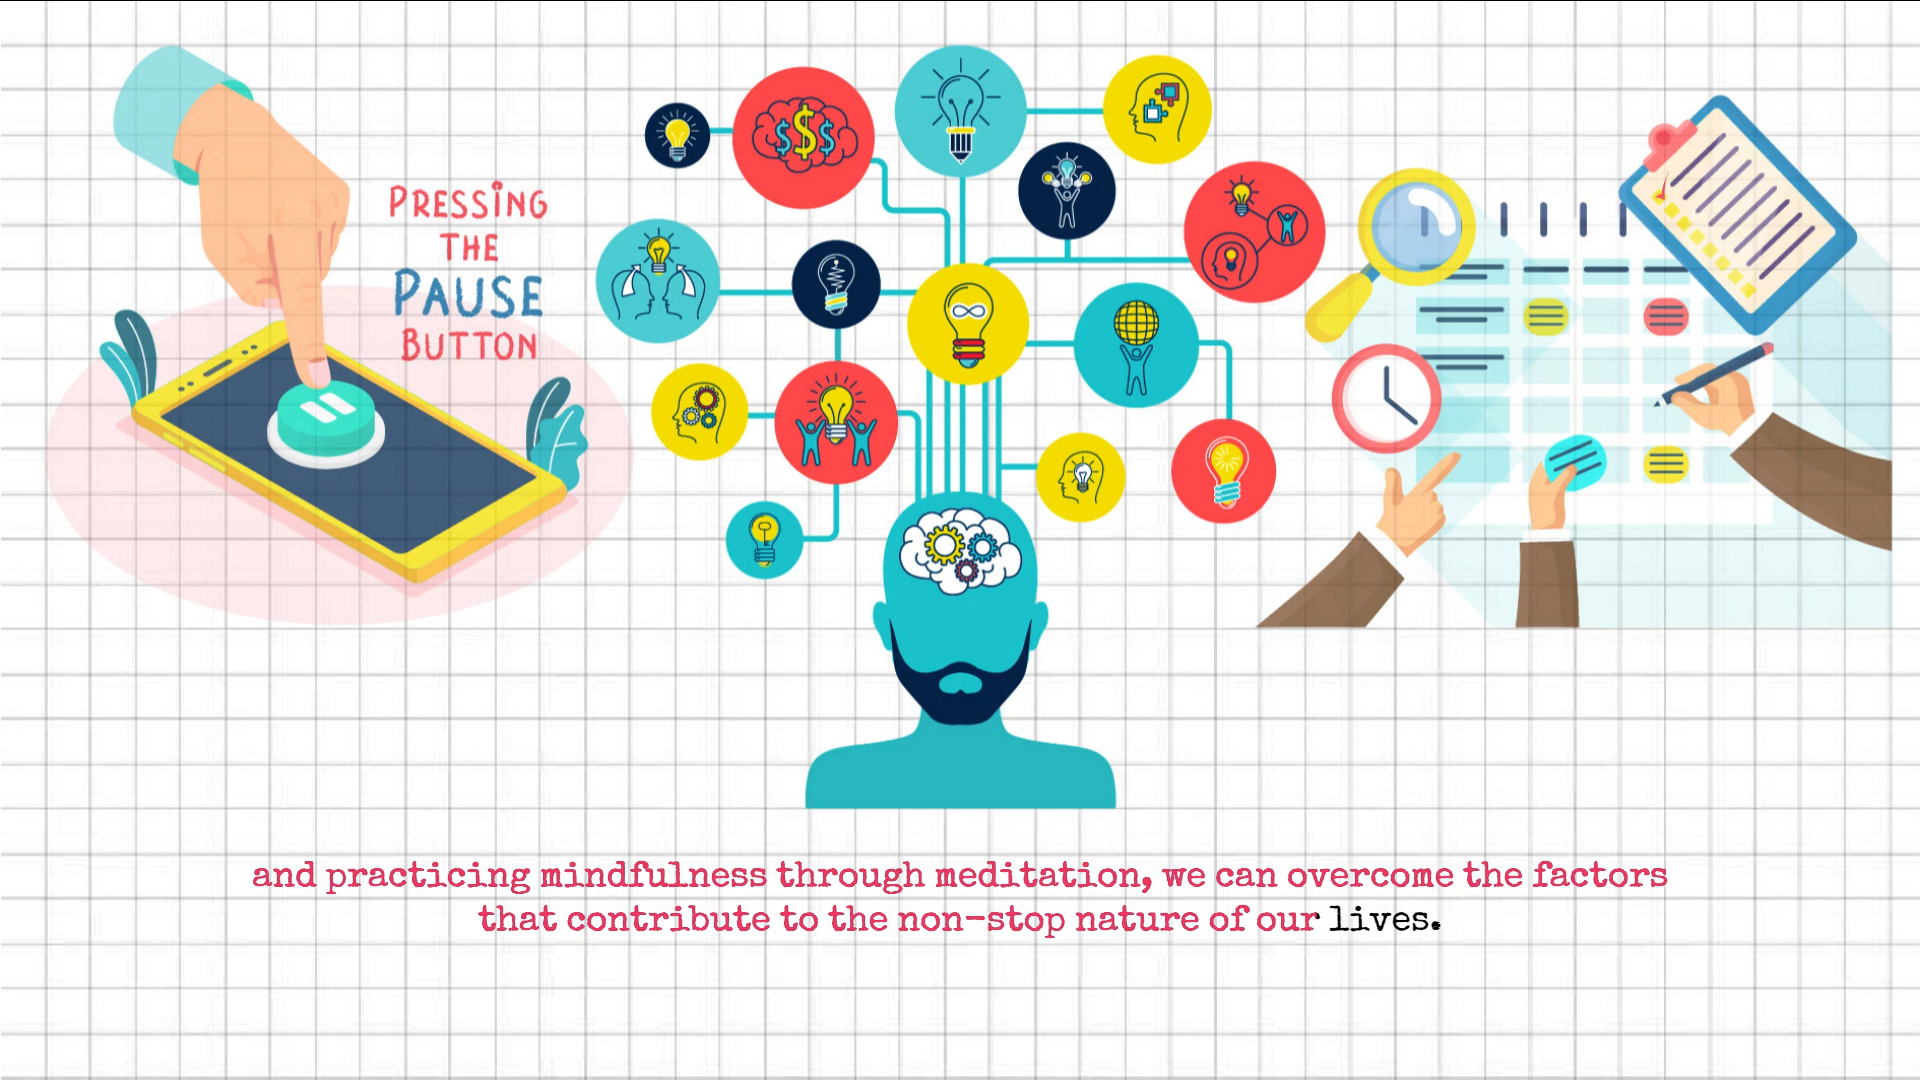 PRESSING
THE
PAUSE
BUTTON
and practicing mindfulness through meditation, we can overcome the factors
that contribute to the non-stop nature of our lives.